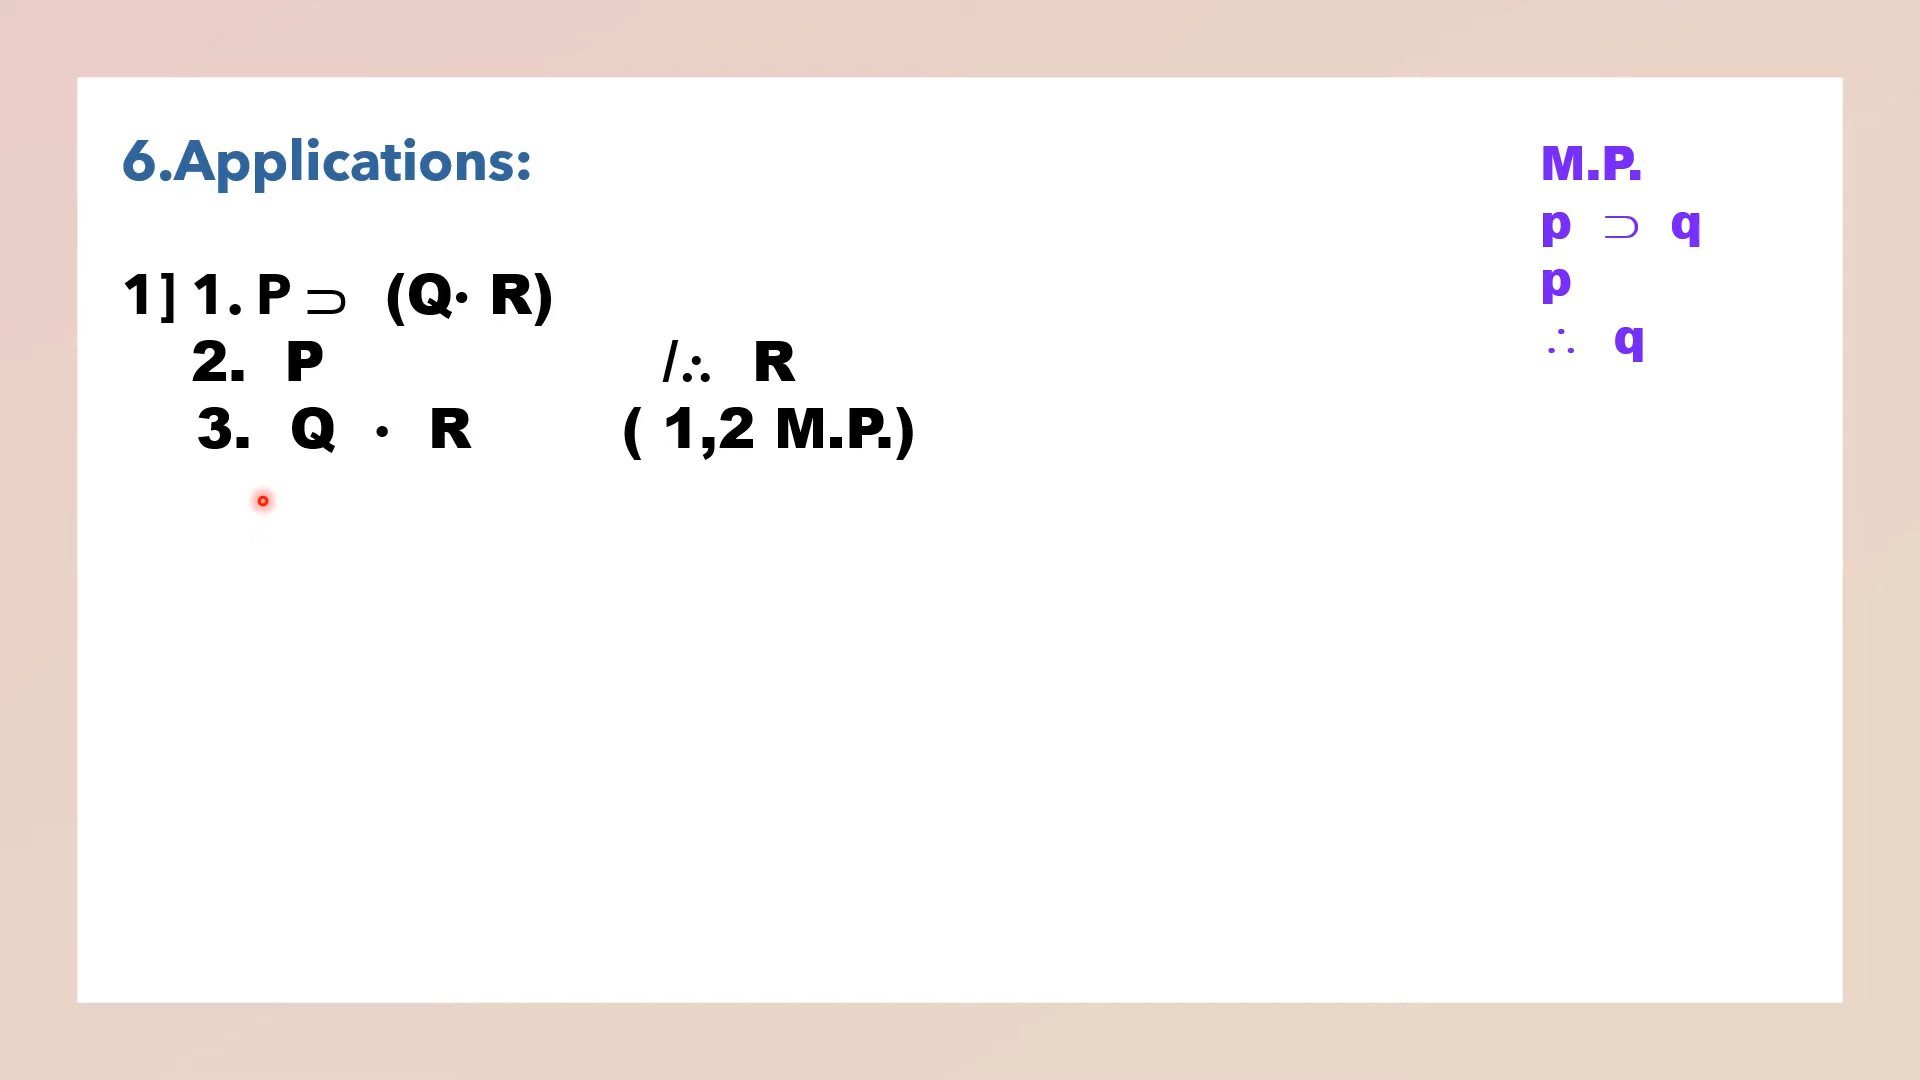 6.Applications:
M.P.
p ⊃ q
p
∴ q
1] 1. P ⊃ (Q· R)
2. P /∴ R
3. Q · R ( 1,2 M.P.)